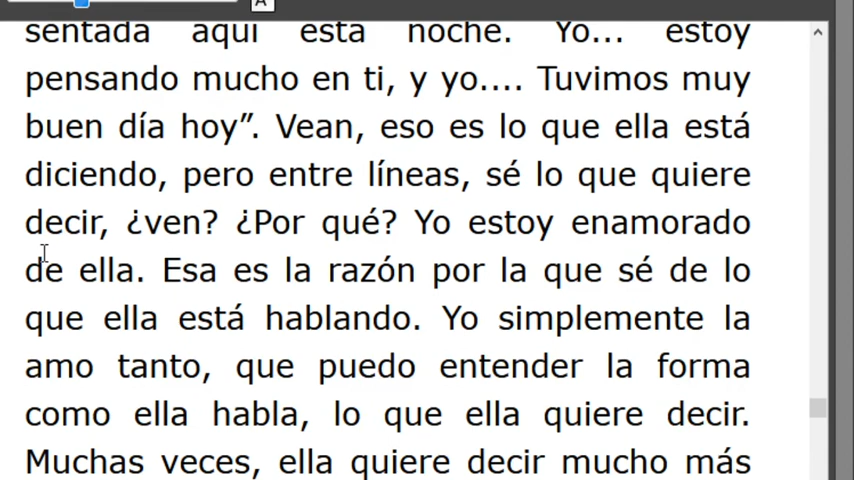 A
sentada aquí esta noche. Yo... estoy
pensando mucho en ti, y yo.... Tuvimos muy
buen día hoy”. Vean, eso es lo que ella está
diciendo, pero entre líneas, sé lo que quiere
decir, ¿ven? ¿Por qué? Yo estoy enamorado
de ella. Esa es la razón por la que sé de lo
que ella está hablando. Yo simplemente la
amo tanto, que puedo entender la forma
como ella habla, lo que ella quiere decir.
Muchas veces, ella quiere decir mucho más